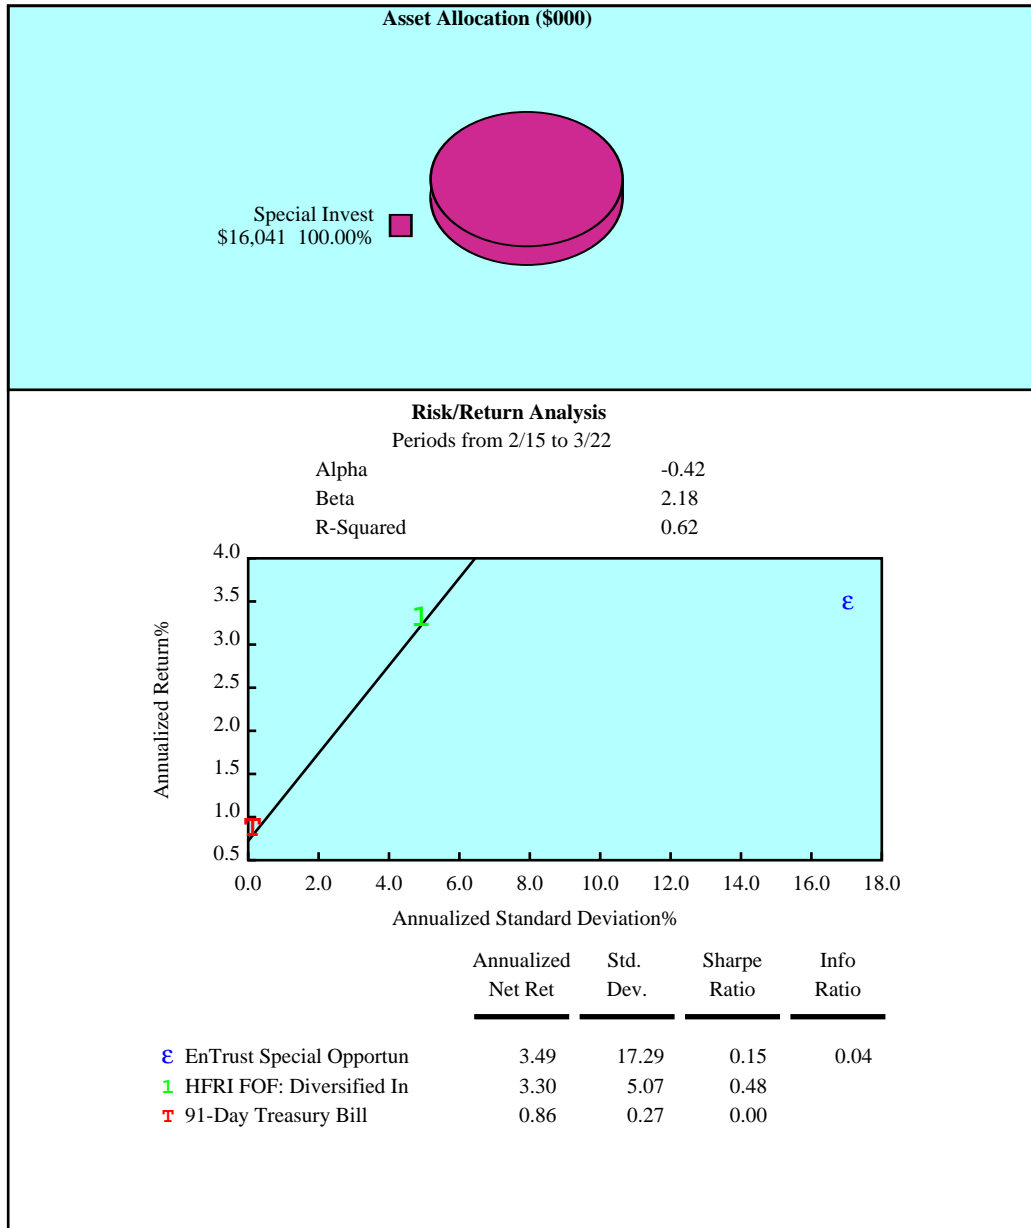 Asset Allocation ($000)
Special Invest
$16,041 100.00%
Risk/Return Analysis
Periods from 2/15 to 3/22
Alpha -0.42
Beta 2.18
R-Squared 0.62
4.0
3.5
3.0
2.5
2.0
1.5
1.0
0.5
Annualized Return%
ε
1
T
0.0 2.0 4.0 6.0 8.0 10.0 12.0 14.0 16.0 18.0
Annualized Standard Deviation%
Annualized Std. Sharpe Info
Net Ret Dev. Ratio Ratio
ε EnTrust Special Opportun 3.49 17.29 0.15 0.04
1 HFRI FOF: Diversified In 3.30 5.07 0.48
T 91-Day Treasury Bill 0.86 0.27 0.00